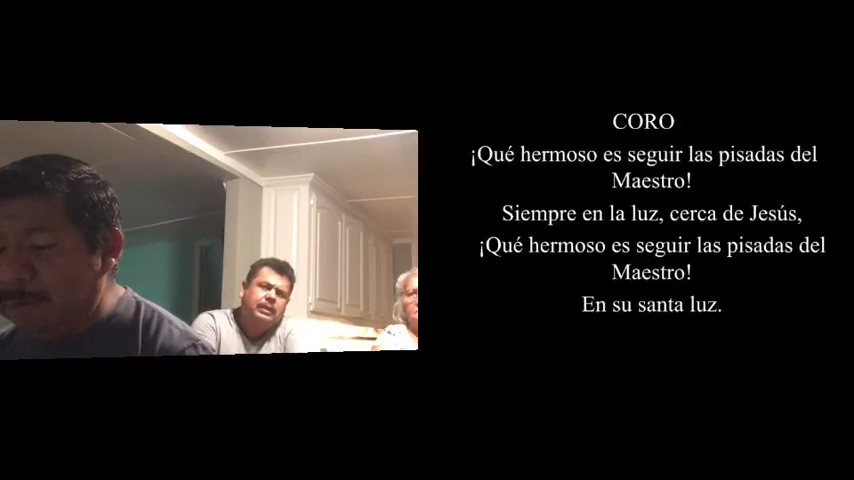 CORO
¡Qué hermoso es seguir las pisadas del
Maestro!
Siempre en la luz, cerca de Jesús,
¡Qué hermoso es seguir las pisadas del
Maestro!
En su santa luz.